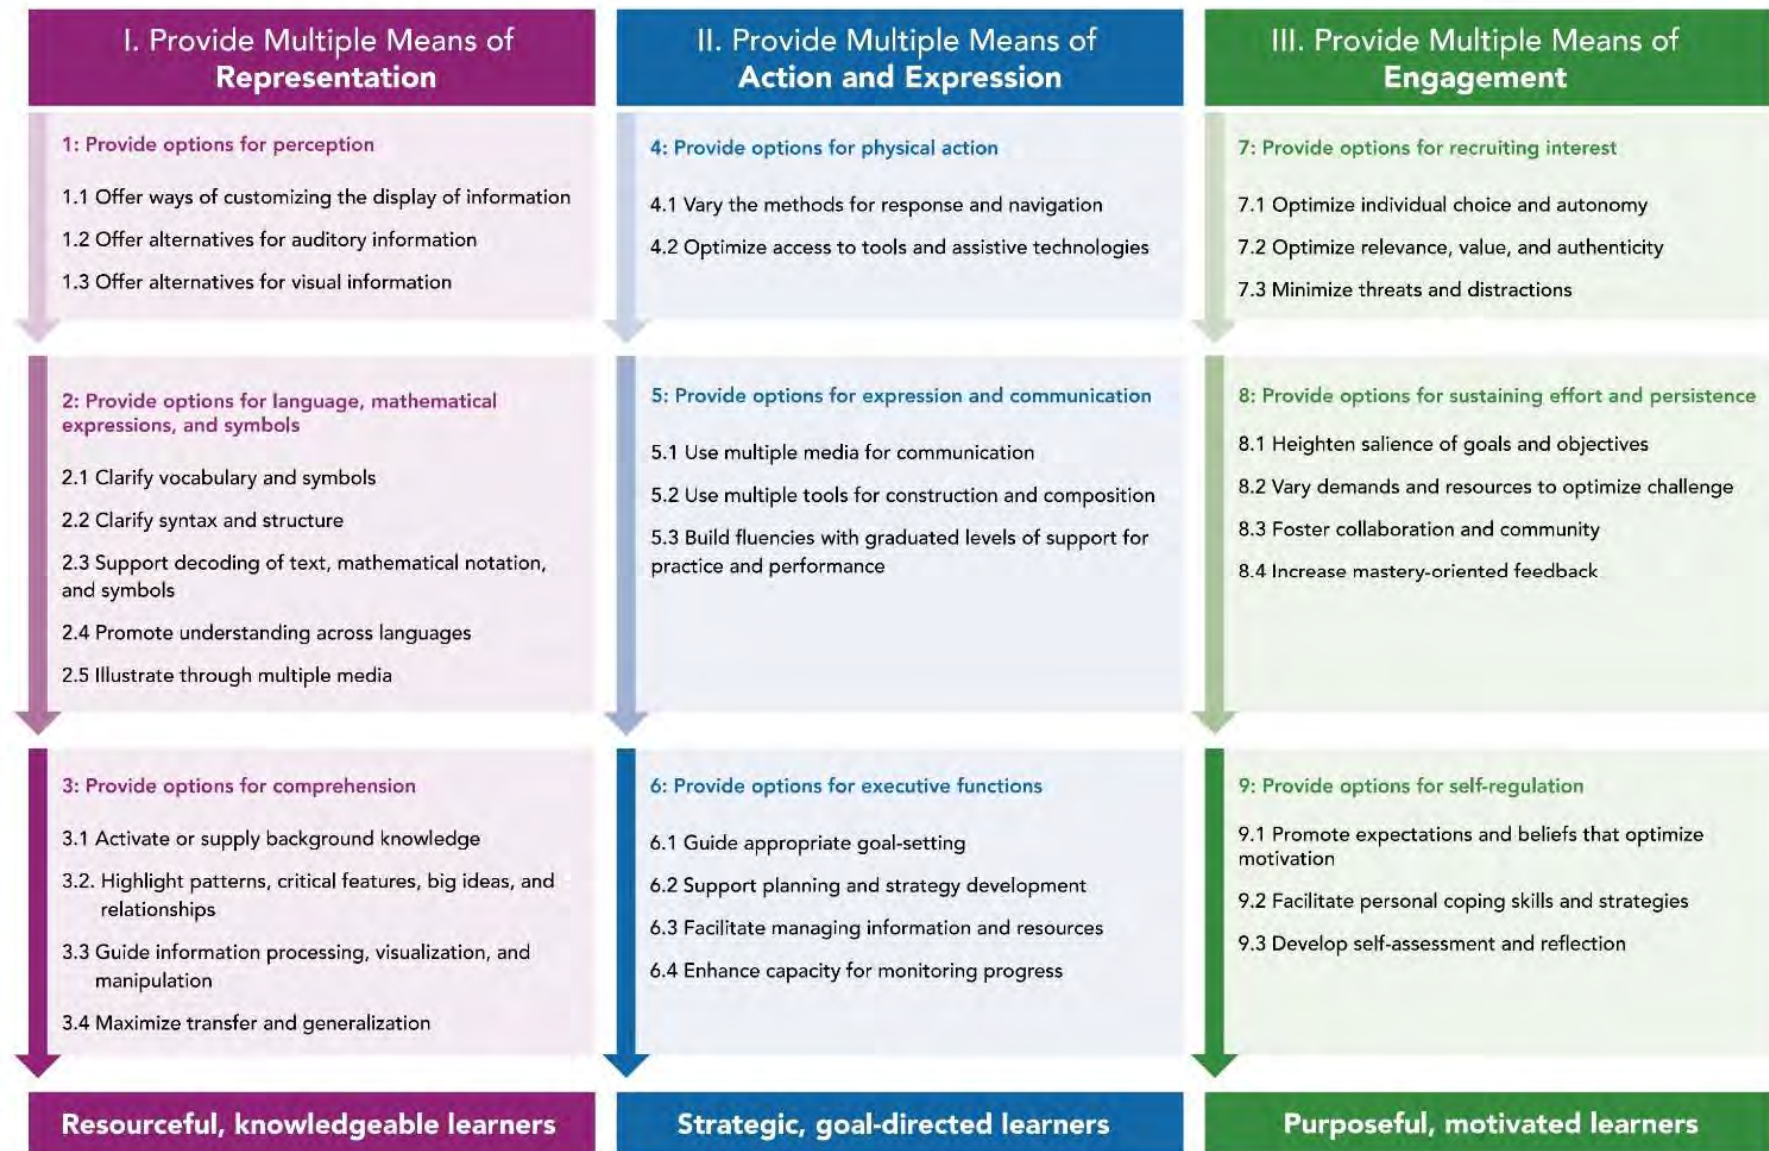 I. Provide Multiple Means of
Representation
1: Provide options for perception
1.1 Offer ways of customizing the display of information
1.2 Offer alternatives for auditory information
1.3 Offer alternatives for visual information
2: Provide options for language, mathematical
expressions, and symbols
2.1 Clarify vocabulary and symbols
2.2 Clarify syntax and structure
2.3 Support decoding of text, mathematical notation,
and symbols
2.4 Promote understanding across languages
2.5 Illustrate through multiple media
3: Provide options for comprehension
3.1 Activate or supply background knowledge
3.2. Highlight patterns, critical features, big ideas, and
relationships
3.3 Guide information processing, visualization, and
manipulation
3.4 Maximize transfer and generalization
Resourceful, knowledgeable learners
II. Provide Multiple Means of
Action and Expression
4: Provide options for physical action
4.1 Vary the methods for response and navigation
4.2 Optimize access to tools and assistive technologies
5: Provide options for expression and communication
5.1 Use multiple media for communication
5.2 Use multiple tools for construction and composition
5.3 Build fluencies with graduated levels of support for
practice and performance
6: Provide options for executive functions
6.1 Guide appropriate goal-setting
6.2 Support planning and strategy development
6.3 Facilitate managing information and resources
6.4 Enhance capacity for monitoring progress
Strategic, goal-directed learners
III. Provide Multiple Means of
Engagement
7: Provide options for recruiting interest
7.1 Optimize individual choice and autonomy
7.2 Optimize relevance, value, and authenticity
7.3 Minimize threats and distractions
8: Provide options for sustaining effort and persistence
8.1 Heighten salience of goals and objectives
8.2 Vary demands and resources to optimize challenge
8.3 Foster collaboration and community
8.4 Increase mastery-oriented feedback
9: Provide options for self-regulation
9.1 Promote expectations and beliefs that optimize
motivation
9.2 Facilitate personal coping skills and strategies
9.3 Develop self-assessment and reflection
Purposeful, motivated learners